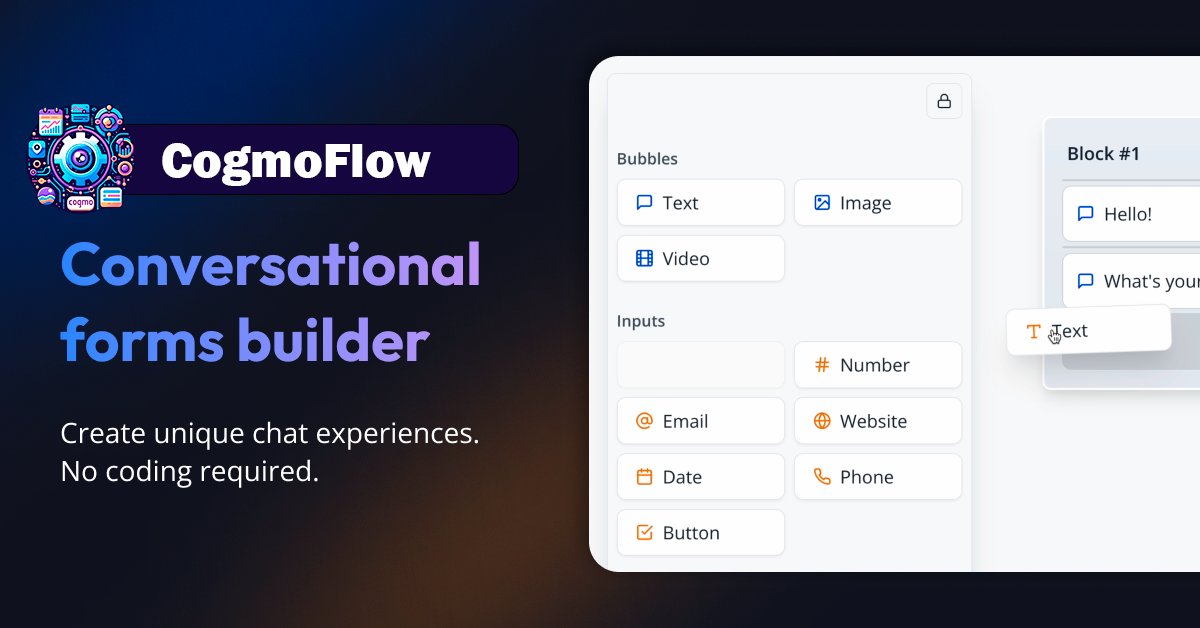 cogmo
CogmoFlow
Conversational
forms builder
Create unique chat experiences.
No coding required.
Bubbles
Text
Image
Video
Inputs
Number
Email
Website
Date
Phone
Button
Block #1
Hello!
What's your
Text